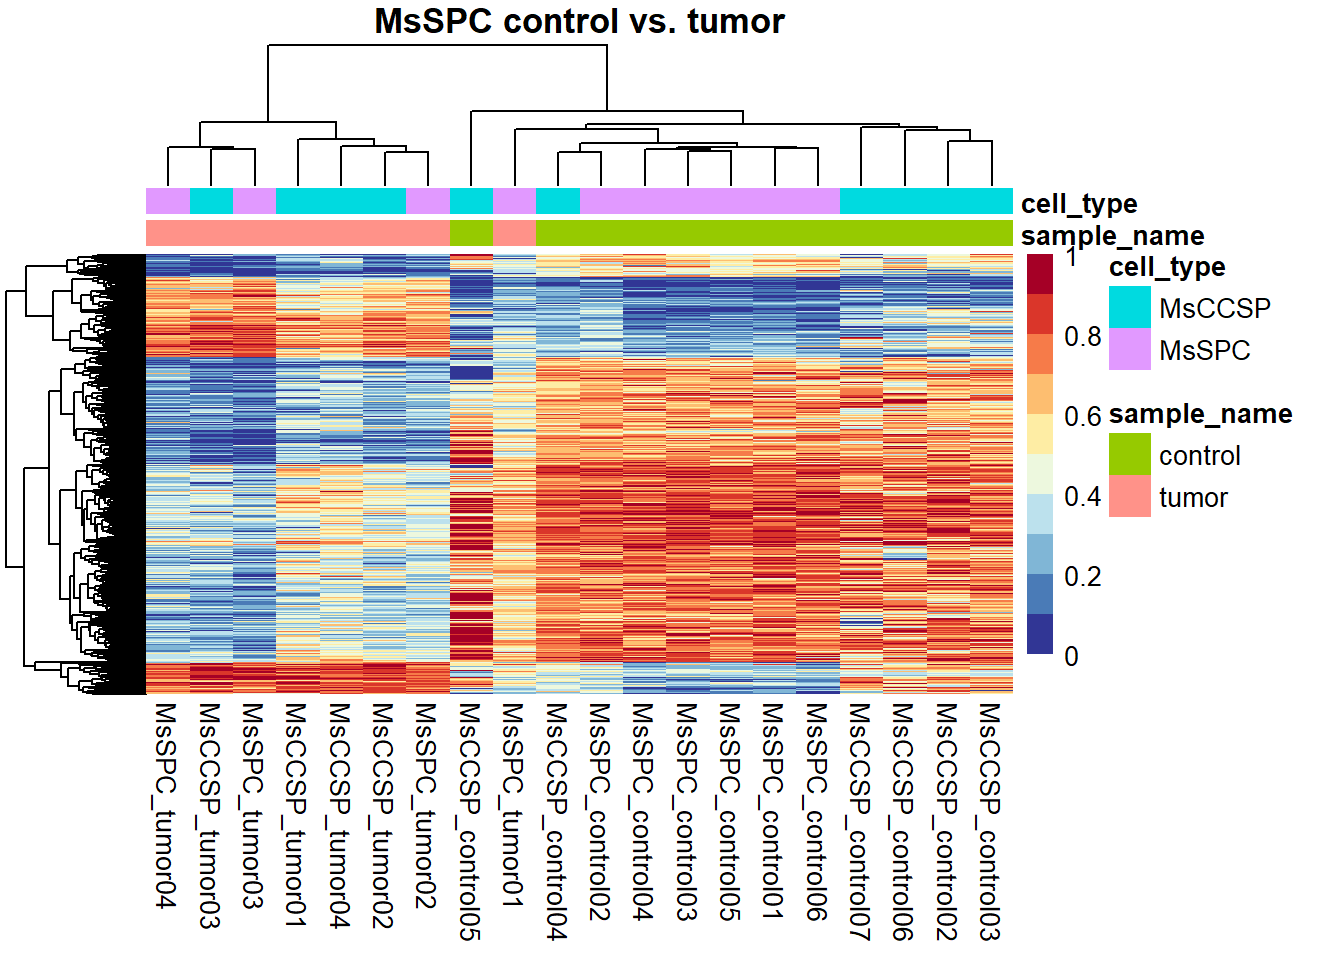 MsSPC control vs. tumor
cell_type
sample_name
1
0.8
0.6
0.4
0.2
0
cell_type
MsCCSP
MsSPC
sample_name
control
tumor
MsSPC_tumor04
MsCCSP_tumor03
MsSPC_tumor03
MsCCSP_tumor01
MsCCSP_tumor04
MsCCSP_tumor02
MsSPC_tumor02
MsCCSP_control05
MsSPC_tumor01
MsCCSP_control04
MsSPC_control02
MsSPC_control04
MsSPC_control03
MsSPC_control05
MsSPC_control01
MsSPC_control06
MsCCSP_control07
MsCCSP_control06
MsCCSP_control02
MsCCSP_control03